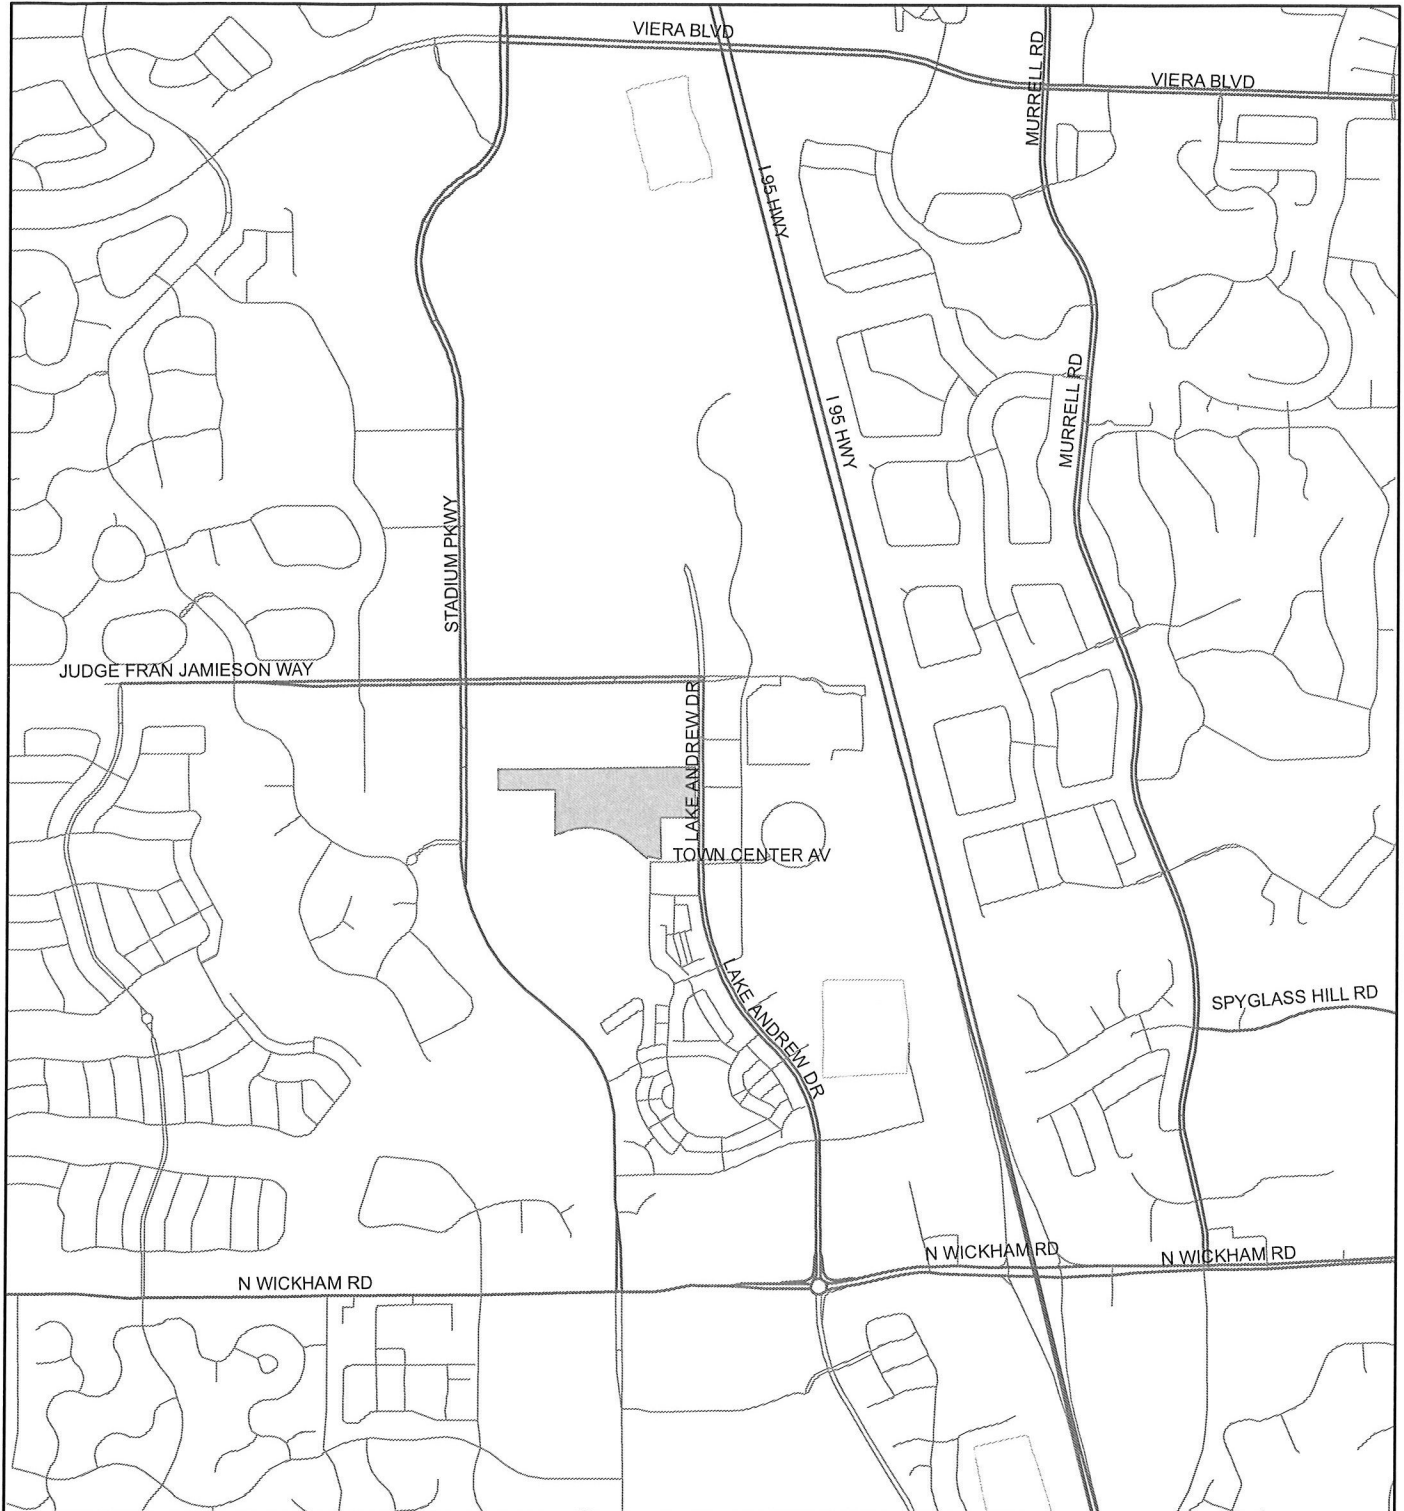 VIERA BLVD
VIERA BLVD
MURRELL RD
I 95 HWY
MURRELL RD
I 95 HWY
STADIUM PKWY
JUDGE FRAN JAMIESON WAY
LAKE ANDREW DR
TOWN CENTER AV
LAKE ANDREW DR
SPYGLASS HILL RD
N WICKHAM RD
N WICKHAM RD
N WICKHAM RD